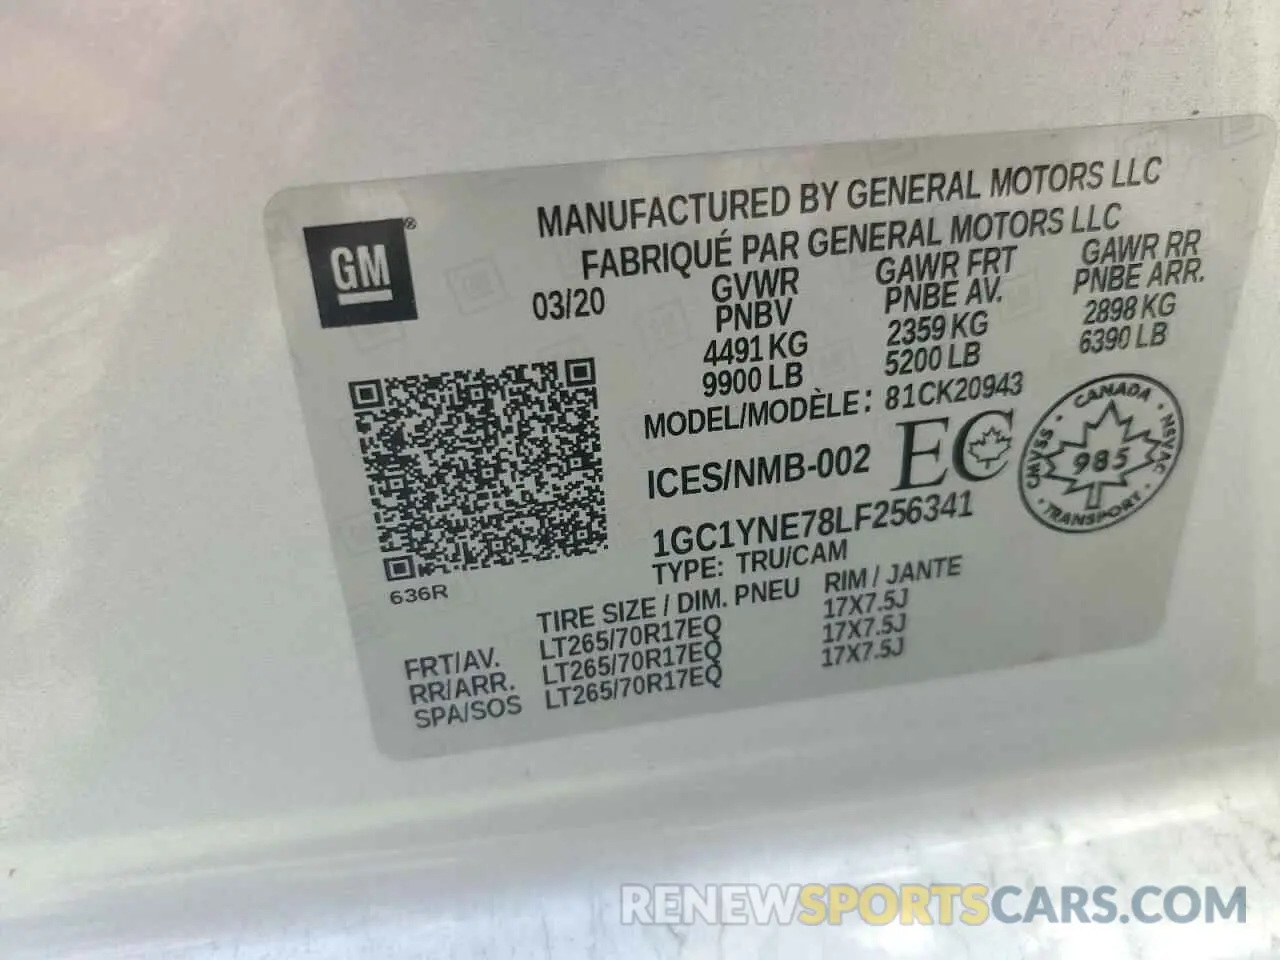 MANUFACTURED BY GENERAL MOTORS LLC
FABRIQUÉ PAR GENERAL MOTORS LLC
GM®
03/20
GVWR
PNBV
4491 KG
9900 LB
GAWR FRT
PNBE AV.
2359 KG
5200 LB
GAWR RR
PNBE ARR.
2898 KG
6390 LB
MODEL/MODÈLE: 81CK20943
ICES/NMB-002
EC
CANADA · NSVAC · TRANSPORT · CMVSS ·
985
1GC1YNE78LF256341
TYPE: TRU/CAM
636R
TIRE SIZE / DIM. PNEU RIM / JANTE
FRT/AV. LT265/70R17EQ 17X7.5J
RR/ARR. LT265/70R17EQ 17X7.5J
SPA/SOS LT265/70R17EQ 17X7.5J
RENEWSPORTSCARS.COM